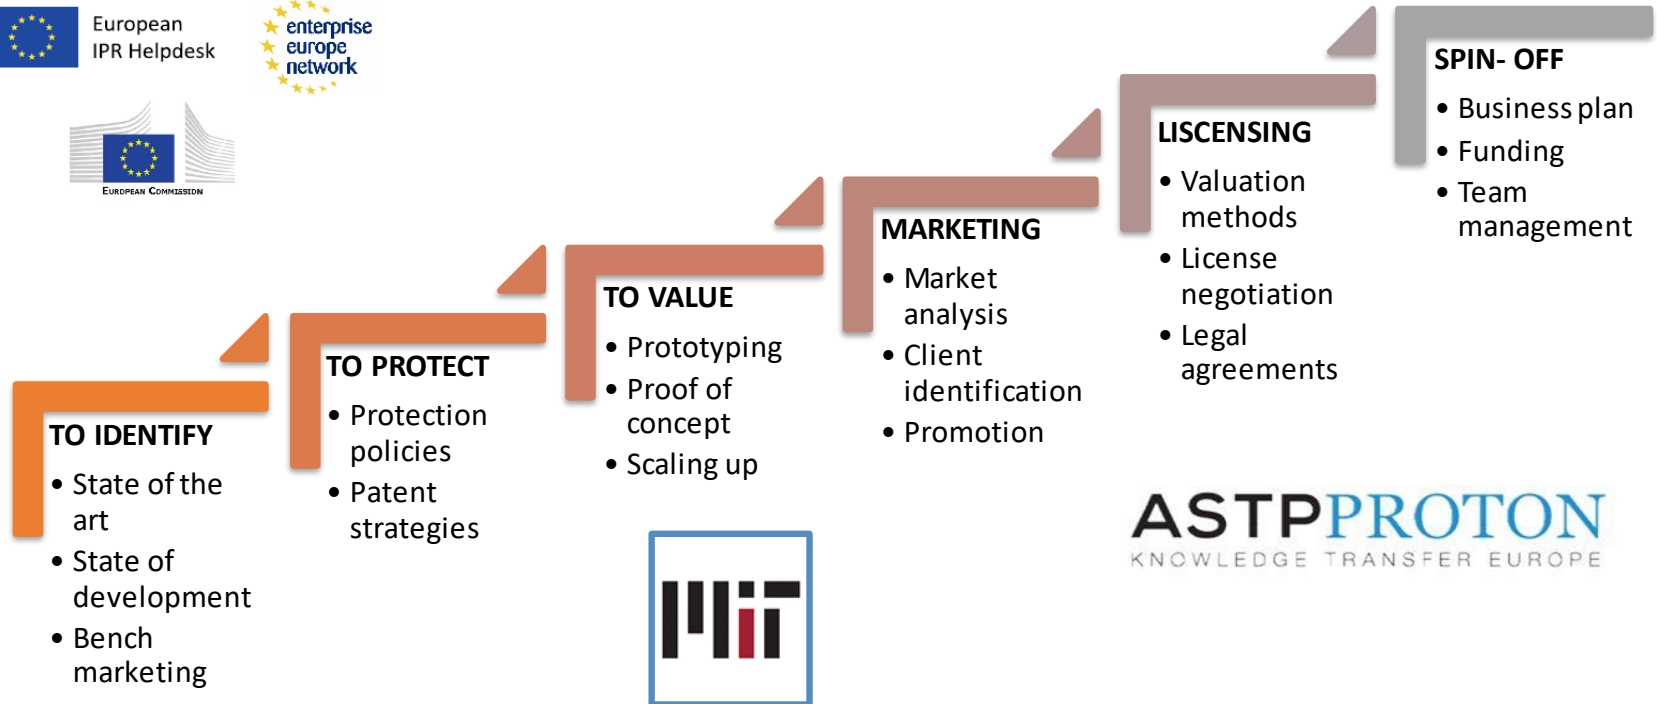 European
IPR Helpdesk
enterprise
europe
network
EUROPEAN COMMISSION
TO IDENTIFY
• State of the
art
• State of
development
• Bench
marketing
TO PROTECT
• Protection
policies
• Patent
strategies
TO VALUE
• Prototyping
• Proof of
concept
• Scaling up
MARKETING
• Market
analysis
• Client
identification
• Promotion
LISCENSING
• Valuation
methods
• License
negotiation
• Legal
agreements
SPIN- OFF
• Business plan
• Funding
• Team
management
MIT
ASTPPROTON
KNOWLEDGE TRANSFER EUROPE